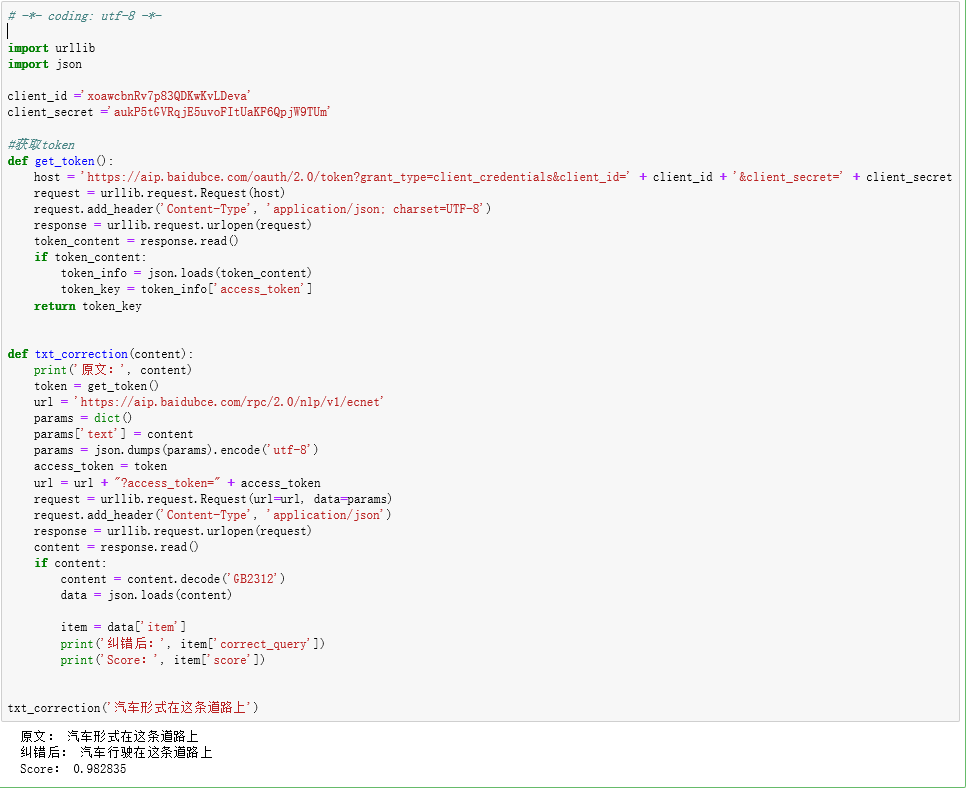 # -*- coding: utf-8 -*-
import urllib
import json
client_id ='xoawcbnRv7p83QDKwKvLDeva'
client_secret ='aukP5tGVRqjE5uvoFItUaKF6QpjW9TUm'
#获取token
def get_token():
    host = 'https://aip.baidubce.com/oauth/2.0/token?grant_type=client_credentials&client_id=' + client_id + '&client_secret=' + client_secret
    request = urllib.request.Request(host)
    request.add_header('Content-Type', 'application/json; charset=UTF-8')
    response = urllib.request.urlopen(request)
    token_content = response.read()
    if token_content:
        token_info = json.loads(token_content)
        token_key = token_info['access_token']
    return token_key
def txt_correction(content):
    print('原文：', content)
    token = get_token()
    url = 'https://aip.baidubce.com/rpc/2.0/nlp/v1/ecnet'
    params = dict()
    params['text'] = content
    params = json.dumps(params).encode('utf-8')
    access_token = token
    url = url + "?access_token=" + access_token
    request = urllib.request.Request(url=url, data=params)
    request.add_header('Content-Type', 'application/json')
    response = urllib.request.urlopen(request)
    content = response.read()
    if content:
        content = content.decode('GB2312')
        data = json.loads(content)
        item = data['item']
        print('纠错后：', item['correct_query'])
        print('Score：', item['score'])
txt_correction('汽车形式在这条道路上')
原文： 汽车形式在这条道路上
纠错后： 汽车行驶在这条道路上
Score： 0.982835